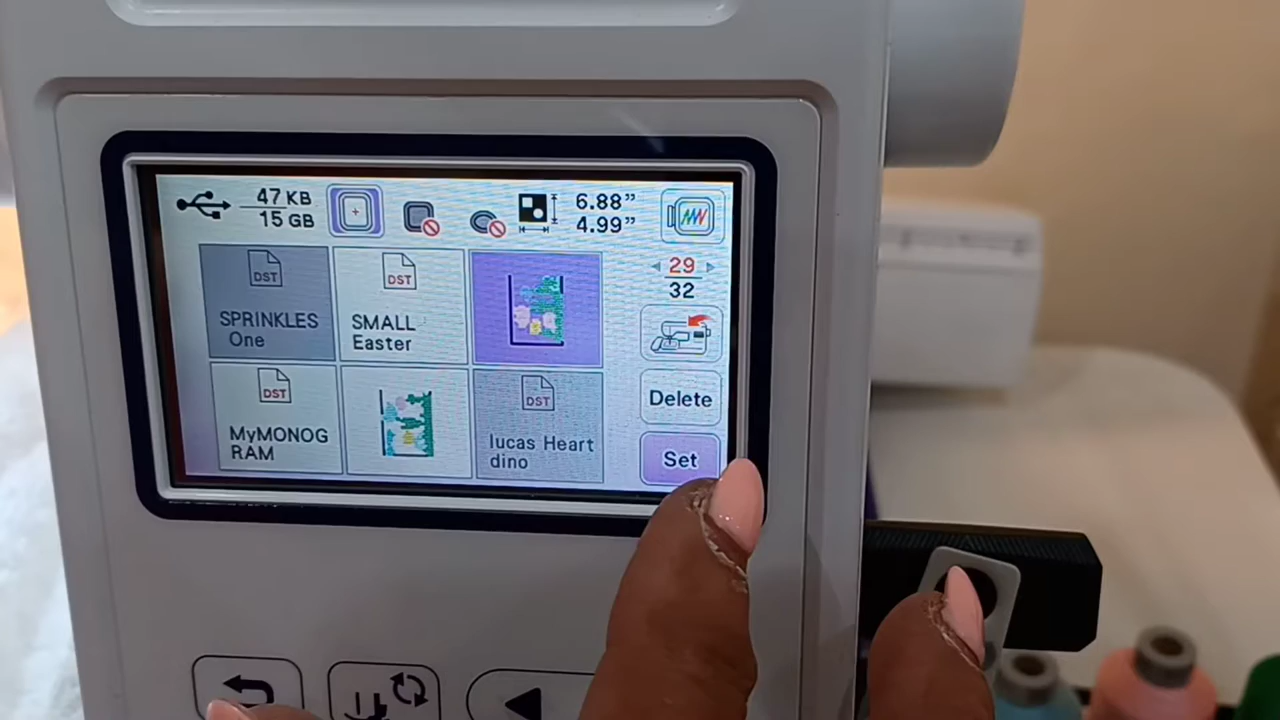 47 KB
15 GB
6.88”
4.99”
29
32
DST
SPRINKLES
One
DST
SMALL
Easter
DST
MyMONOG
RAM
DST
lucas Heart
dino
Delete
Set